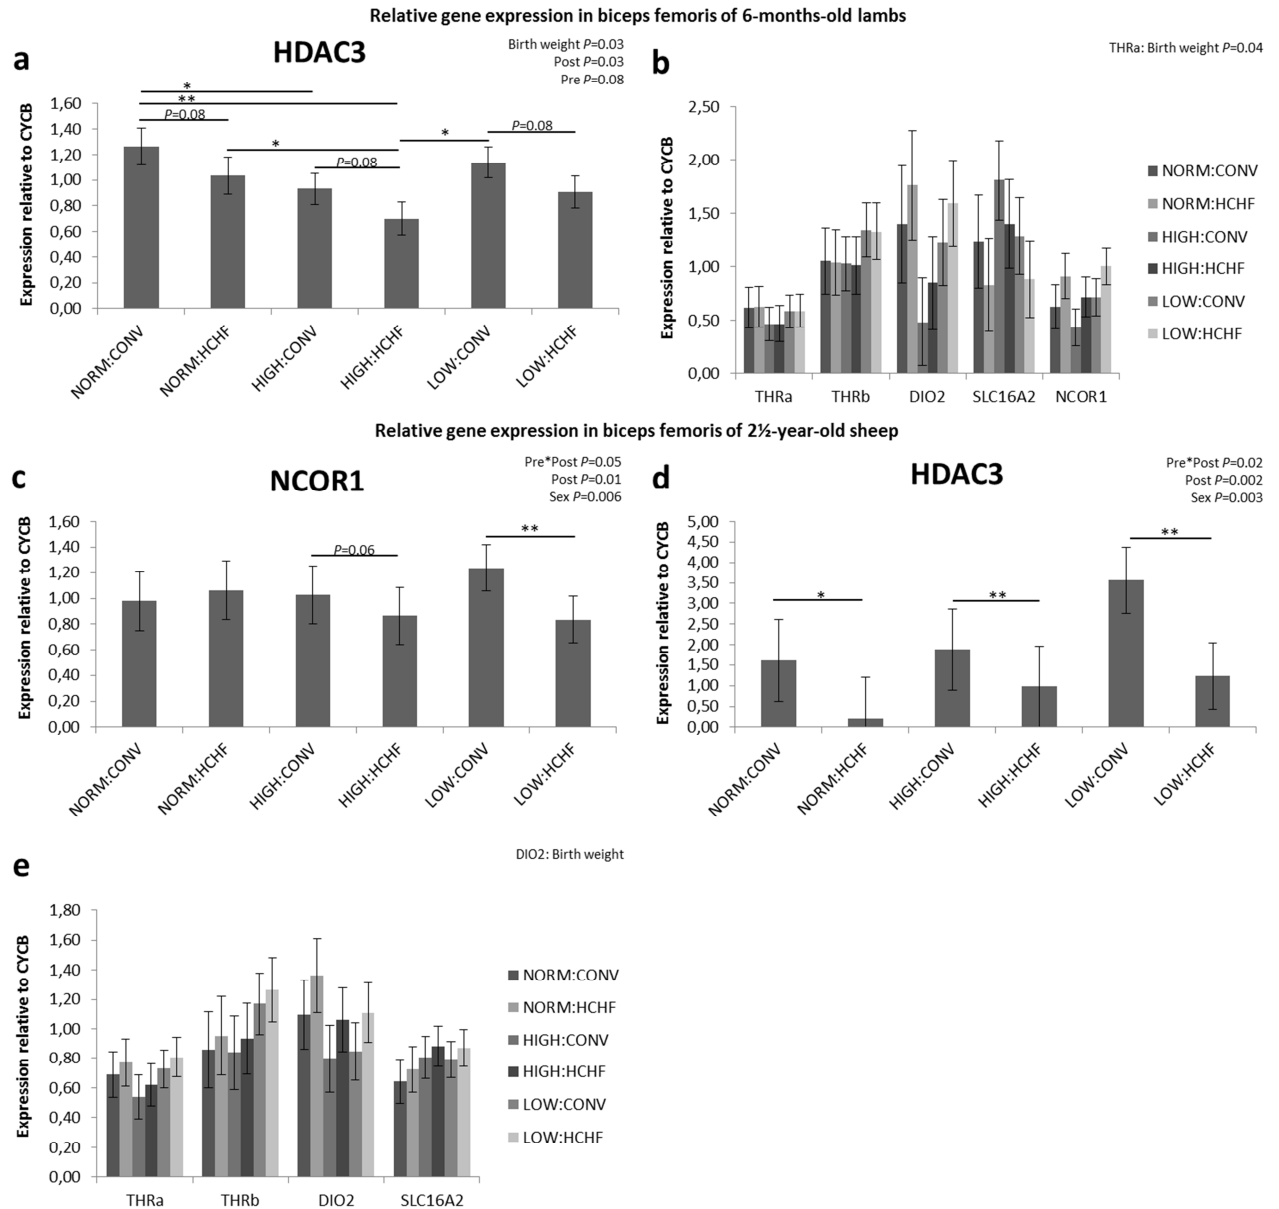 Relative gene expression in biceps femoris of 6-months-old lambs
a
HDAC3
Birth weight P=0.03
Post P=0.03
Pre P=0.08
Expression relative to CYCB
1,60
1,40
1,20
1,00
0,80
0,60
0,40
0,20
0,00
*
**
P=0.08
*
P=0.08
*
P=0.08
NORM:CONV
NORM:HCHF
HIGH:CONV
HIGH:HCHF
LOW:CONV
LOW:HCHF
b
THRa: Birth weight P=0.04
Expression relative to CYCB
2,50
2,00
1,50
1,00
0,50
0,00
THRa
THRb
DIO2
SLC16A2
NCOR1
NORM:CONV
NORM:HCHF
HIGH:CONV
HIGH:HCHF
LOW:CONV
LOW:HCHF
Relative gene expression in biceps femoris of 2½-year-old sheep
c
NCOR1
Pre*Post P=0.05
Post P=0.01
Sex P=0.006
Expression relative to CYCB
1,60
1,40
1,20
1,00
0,80
0,60
0,40
0,20
0,00
P=0.06
**
NORM:CONV
NORM:HCHF
HIGH:CONV
HIGH:HCHF
LOW:CONV
LOW:HCHF
d
HDAC3
Pre*Post P=0.02
Post P=0.002
Sex P=0.003
Expression relative to CYCB
5,00
4,50
4,00
3,50
3,00
2,50
2,00
1,50
1,00
0,50
0,00
*
**
**
NORM:CONV
NORM:HCHF
HIGH:CONV
HIGH:HCHF
LOW:CONV
LOW:HCHF
e
DIO2: Birth weight
Expression relative to CYCB
1,80
1,60
1,40
1,20
1,00
0,80
0,60
0,40
0,20
0,00
THRa
THRb
DIO2
SLC16A2
NORM:CONV
NORM:HCHF
HIGH:CONV
HIGH:HCHF
LOW:CONV
LOW:HCHF